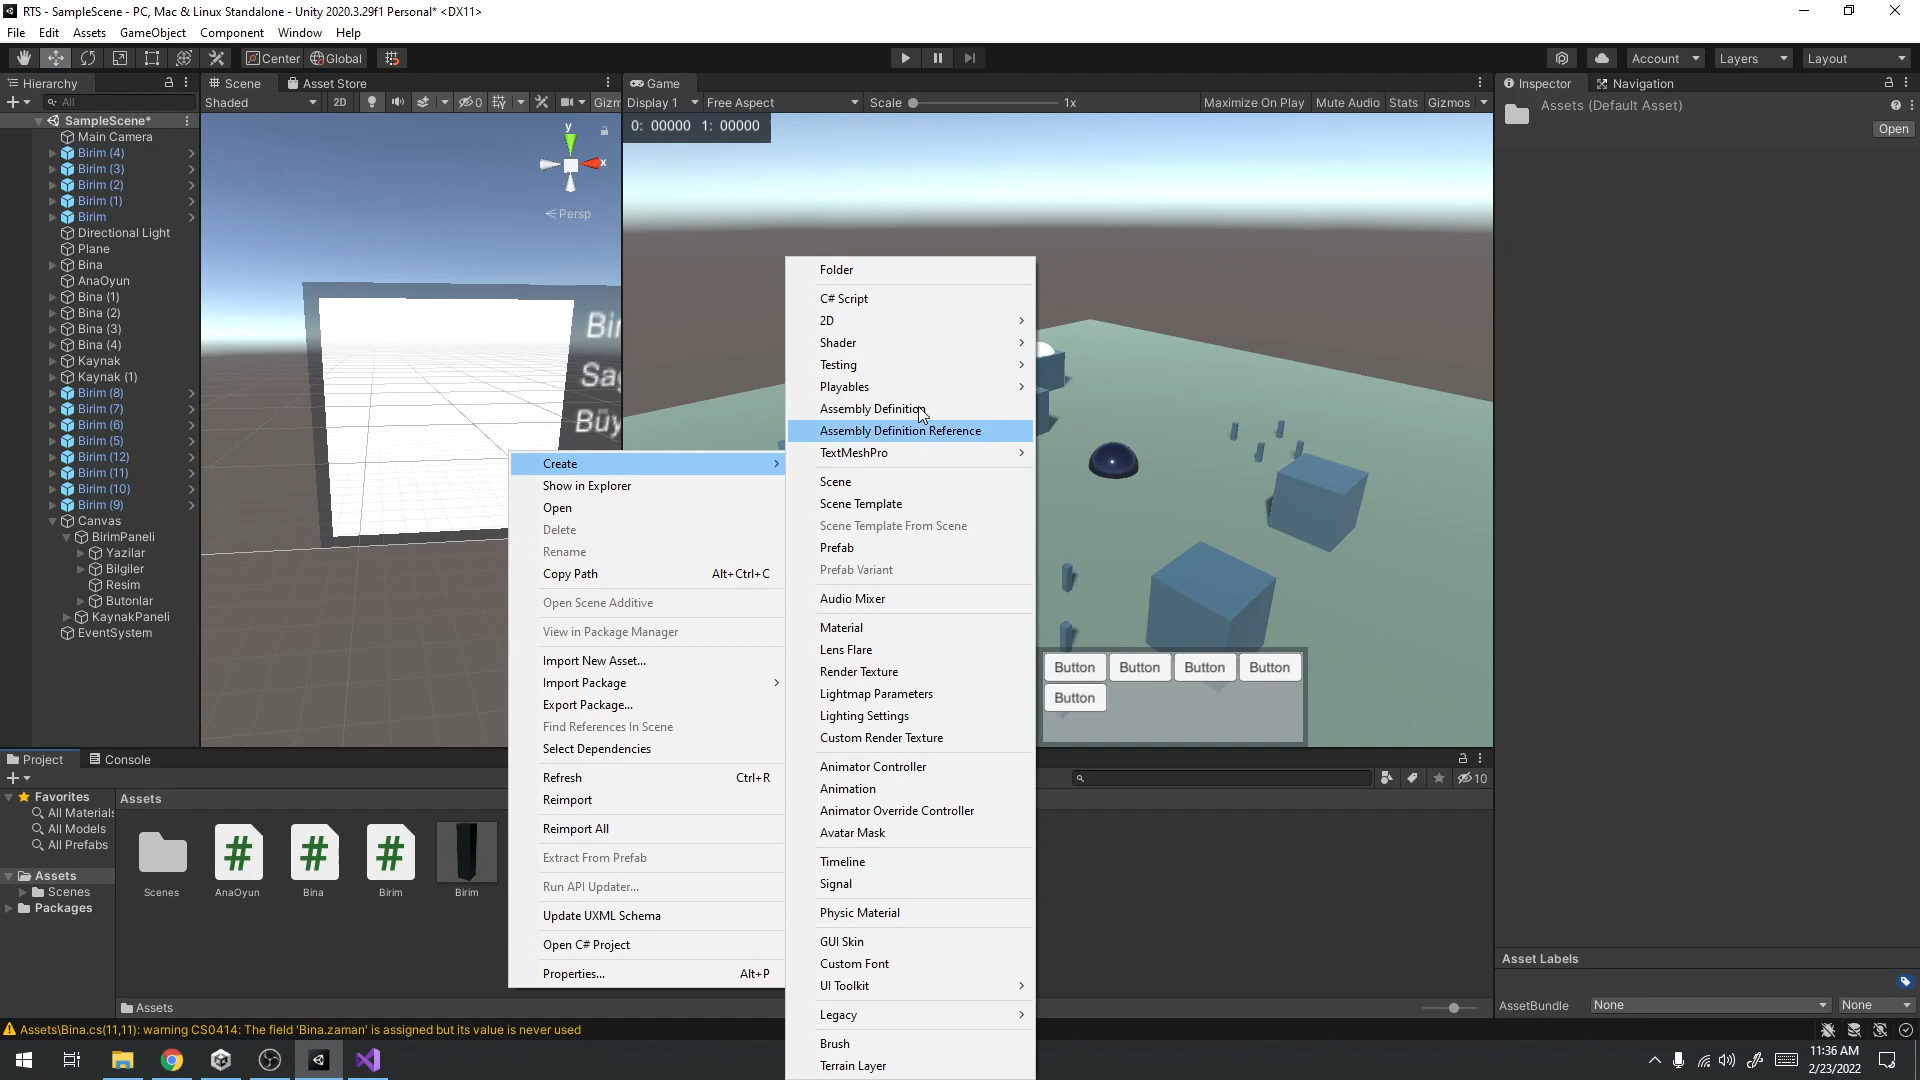 RTS - SampleScene - PC, Mac & Linux Standalone - Unity 2020.3.29f1 Personal* <DX11>
File Edit Assets GameObject Component Window Help
Center Global Account Layers Layout
Hierarchy
All
SampleScene*
Main Camera
Birim (4)
Birim (3)
Birim (2)
Birim (1)
Birim
Directional Light
Plane
Bina
AnaOyun
Bina (1)
Bina (2)
Bina (3)
Bina (4)
Kaynak
Kaynak (1)
Birim (8)
Birim (7)
Birim (6)
Birim (5)
Birim (12)
Birim (11)
Birim (10)
Birim (9)
Canvas
BirimPaneli
Yazilar
Bilgiler
Resim
Butonlar
KaynakPaneli
EventSystem
Scene Asset Store
Shaded 2D 0 Gizm
y
x
Persp
Bi
Sa
Büy
Game
Display 1 Free Aspect Scale 1x Maximize On Play Mute Audio Stats Gizmos
0: 00000 1: 00000
Button Button Button Button
Button
Create
Show in Explorer
Open
Delete
Rename
Copy Path Alt+Ctrl+C
Open Scene Additive
View in Package Manager
Import New Asset...
Import Package
Export Package...
Find References In Scene
Select Dependencies
Refresh Ctrl+R
Reimport
Reimport All
Extract From Prefab
Run API Updater...
Update UXML Schema
Open C# Project
Properties... Alt+P
Folder
C# Script
2D
Shader
Testing
Playables
Assembly Definition
Assembly Definition Reference
TextMeshPro
Scene
Scene Template
Scene Template From Scene
Prefab
Prefab Variant
Audio Mixer
Material
Lens Flare
Render Texture
Lightmap Parameters
Lighting Settings
Custom Render Texture
Animator Controller
Animation
Animator Override Controller
Avatar Mask
Timeline
Signal
Physic Material
GUI Skin
Custom Font
UI Toolkit
Legacy
Brush
Terrain Layer
Inspector Navigation
Assets (Default Asset)
Open
Asset Labels
AssetBundle None None
Project Console
10
Favorites
All Materials
All Models
All Prefabs
Assets
Scenes
Packages
Assets
Scenes AnaOyun Bina Birim Birim
Assets
Assets\Bina.cs(11,11): warning CS0414: The field 'Bina.zaman' is assigned but its value is never used
11:36 AM
2/23/2022